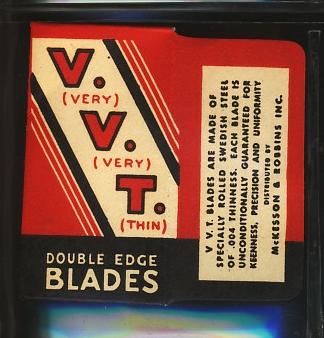 V.
(VERY)
V.
(VERY)
T.
(THIN)
DOUBLE EDGE
BLADES
V V.T. BLADES ARE MADE OF
SPECIALLY ROLLED SWEDISH STEEL
OF .004 THINNESS. EACH BLADE IS
UNCONDITIONALLY GUARANTEED FOR
KEENNESS, PRECISION AND UNIFORMITY
DISTRIBUTED BY
McKESSON & ROBBINS INC.